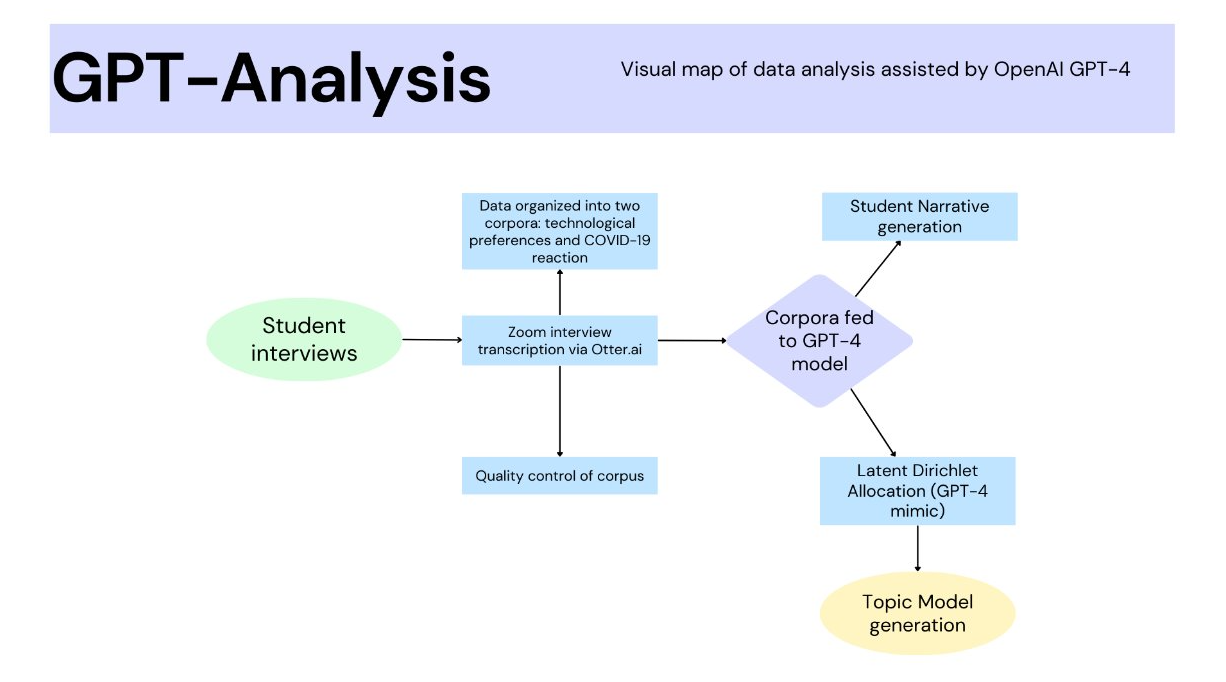 GPT-Analysis
Visual map of data analysis assisted by OpenAI GPT-4
Data organized into two
corpora: technological
preferences and COVID-19
reaction
Student Narrative
generation
Student
interviews
Zoom interview
transcription via Otter.ai
Corpora fed
to GPT-4
model
Quality control of corpus
Latent Dirichlet
Allocation (GPT-4
mimic)
Topic Model
generation